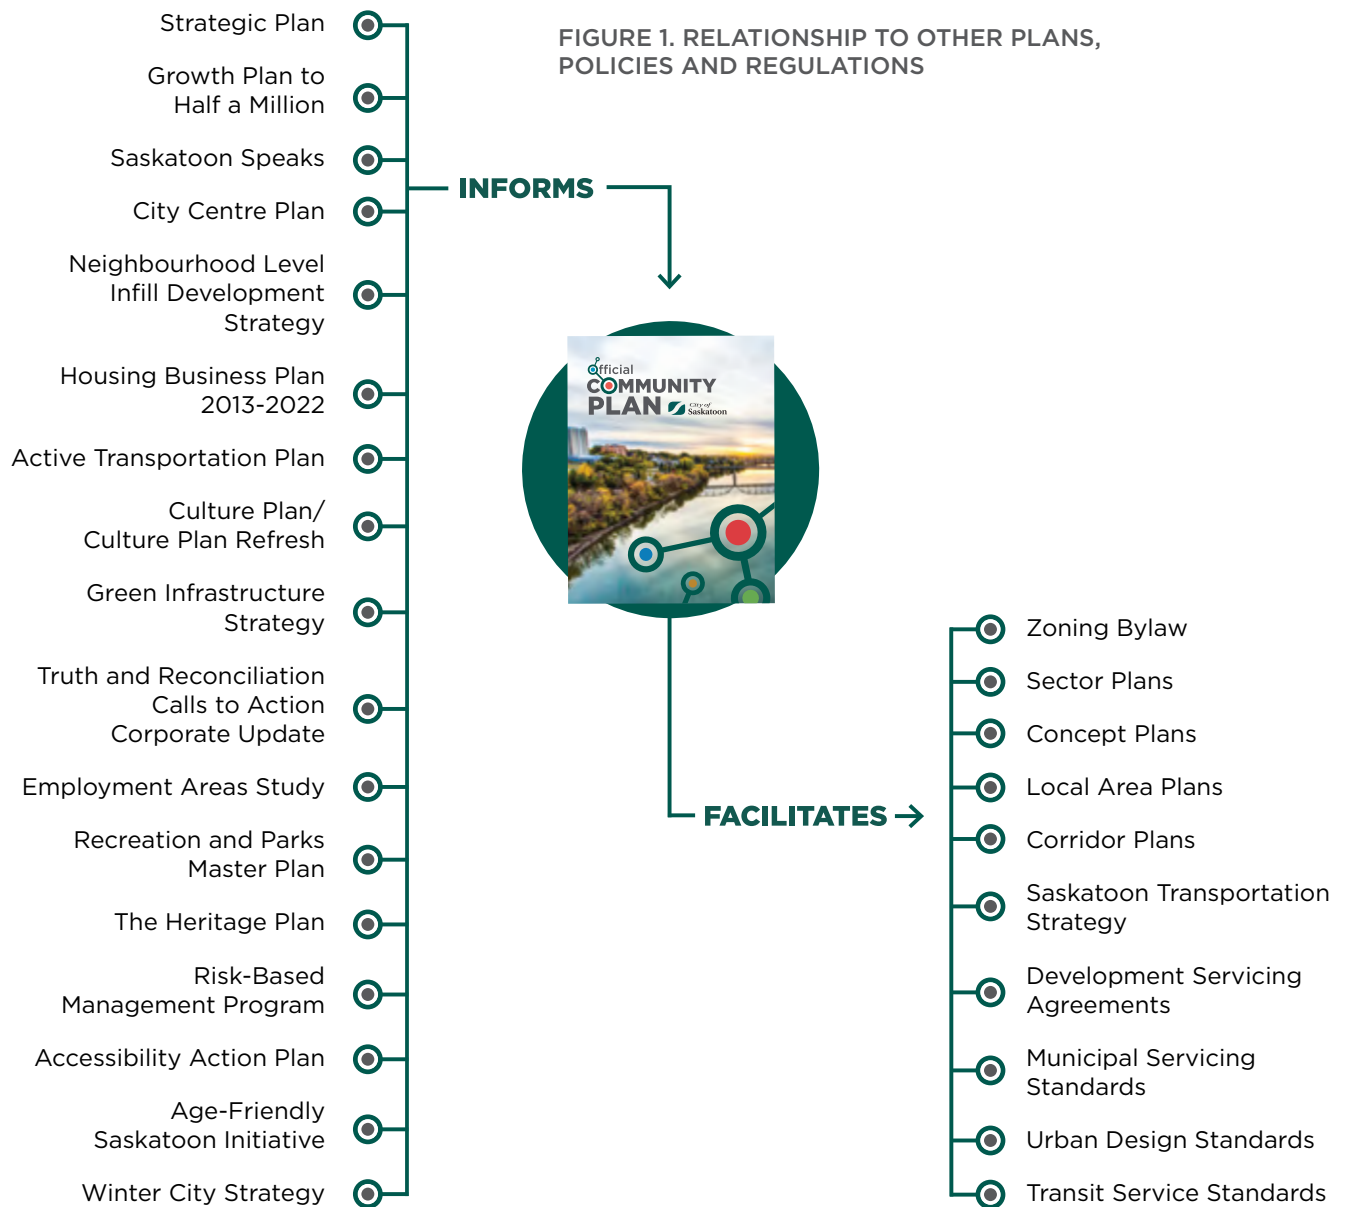 FIGURE 1. RELATIONSHIP TO OTHER PLANS,
POLICIES AND REGULATIONS
Strategic Plan
Growth Plan to
Half a Million
Saskatoon Speaks
City Centre Plan
Neighbourhood Level
Infill Development
Strategy
Housing Business Plan
2013-2022
Active Transportation Plan
Culture Plan/
Culture Plan Refresh
Green Infrastructure
Strategy
Truth and Reconciliation
Calls to Action
Corporate Update
Employment Areas Study
Recreation and Parks
Master Plan
The Heritage Plan
Risk-Based
Management Program
Accessibility Action Plan
Age-Friendly
Saskatoon Initiative
Winter City Strategy
INFORMS
Official
COMMUNITY
PLAN
City of
Saskatoon
FACILITATES
Zoning Bylaw
Sector Plans
Concept Plans
Local Area Plans
Corridor Plans
Saskatoon Transportation
Strategy
Development Servicing
Agreements
Municipal Servicing
Standards
Urban Design Standards
Transit Service Standards